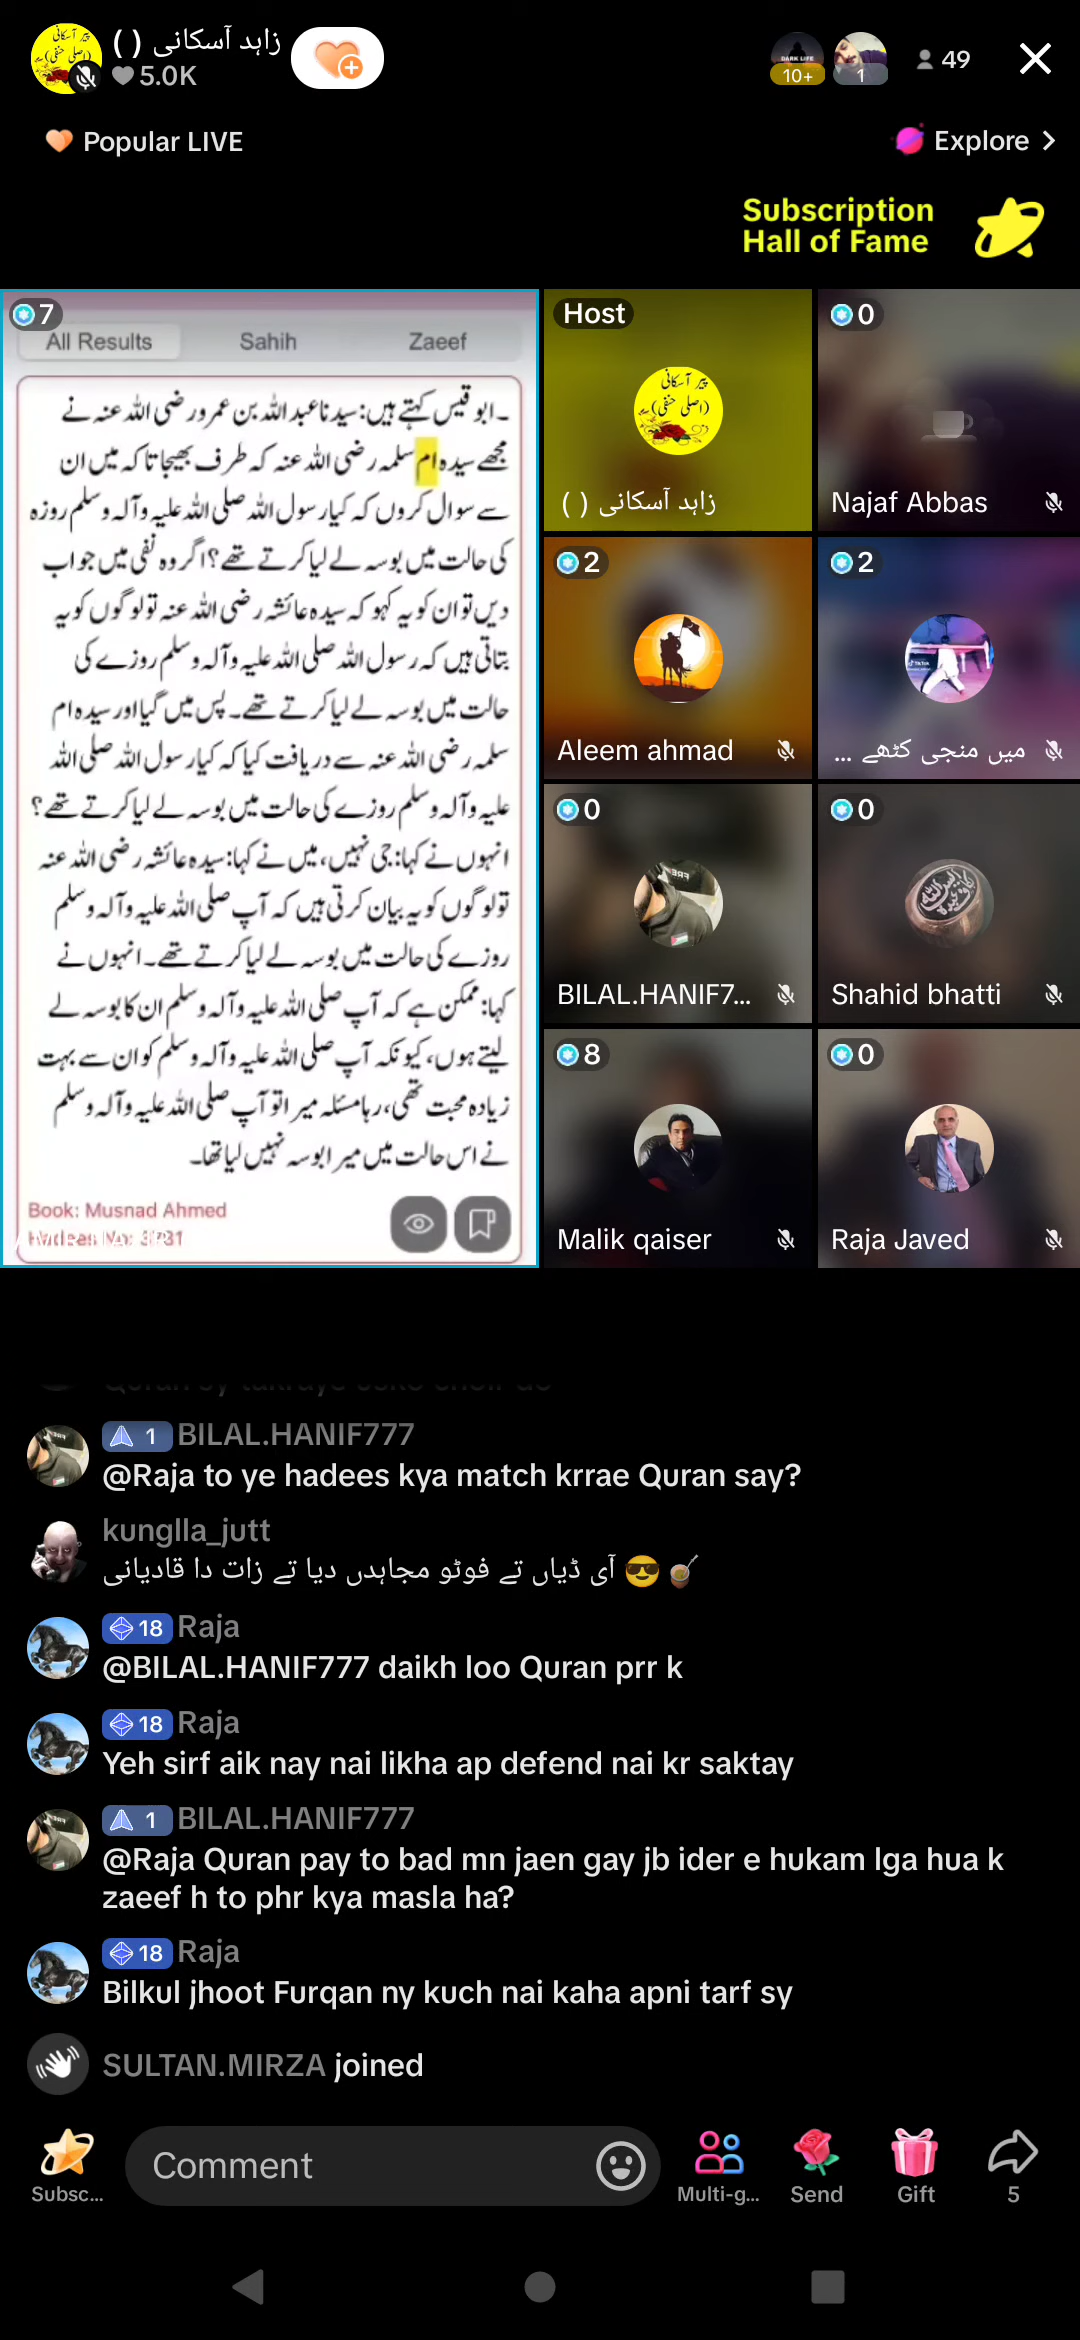 زاہد آسکانی ( )
5.0K
10+
1
49
Popular LIVE
Explore
Subscription
Hall of Fame
7
All Results
Sahih
Zaeef
۔ابو قیس کہتے ہیں: سیدنا عبد اللہ بن عمرو رضی اللہ عنہ نے
مجھے سیدہ ام سلمہ رضی اللہ عنہ کہ طرف بھیجا تا کہ میں ان
سے سوال کروں کہ کیا رسول اللہ صلی اللہ علیہ وآلہ وسلم روزہ
کی حالت میں بوسہ لے لیا کرتے تھے؟ اگر وہ نفی میں جواب
دیں تو ان کو یہ کہو کہ سیدہ عائشہ رضی اللہ عنہ تو لوگوں کو یہ
بتاتی ہیں کہ رسول اللہ صلی اللہ علیہ وآلہ وسلم روزے کی
حالت میں بوسہ لے لیا کرتے تھے۔ پس میں گیا اور سیدہ ام
سلمہ رضی اللہ عنہ سے دریافت کیا کہ کیا رسول اللہ صلی اللہ
علیہ وآلہ وسلم روزے کی حالت میں بوسہ لے لیا کرتے تھے؟
انہوں نے کہا: جی نہیں، میں نے کہا: سیدہ عائشہ رضی اللہ عنہ
تو لوگوں کو یہ بیان کرتی ہیں کہ آپ صلی اللہ علیہ وآلہ وسلم
روزے کی حالت میں بوسہ لے لیا کرتے تھے۔ انہوں نے
کہا: ممکن ہے کہ آپ صلی اللہ علیہ وآلہ وسلم ان کا بوسہ لے
لیتے ہوں، کیونکہ آپ صلی اللہ علیہ وآلہ وسلم کو ان سے بہت
زیادہ محبت تھی، رہا مسئلہ میرا تو آپ صلی اللہ علیہ وآلہ وسلم
نے اس حالت میں میرا بوسہ نہیں لیا تھا۔
Book: Musnad Ahmed
Host
پیر آسکانی
(اصلی حنفی)
زاہد آسکانی ( )
0
Najaf Abbas
2
Aleem ahmad
2
میں منجی کٹھے ...
0
BILAL.HANIF7...
0
Shahid bhatti
8
Malik qaiser
0
Raja Javed
1 BILAL.HANIF777
@Raja to ye hadees kya match krrae Quran say?
kunglla_jutt
آی ڈیاں تے فوٹو مجاہدں دیا تے زات دا قادیانی 😎🧉
18 Raja
@BILAL.HANIF777 daikh loo Quran prr k
18 Raja
Yeh sirf aik nay nai likha ap defend nai kr saktay
1 BILAL.HANIF777
@Raja Quran pay to bad mn jaen gay jb ider e hukam lga hua k
zaeef h to phr kya masla ha?
18 Raja
Bilkul jhoot Furqan ny kuch nai kaha apni tarf sy
SULTAN.MIRZA joined
Comment
Subsc...
Multi-g...
Send
Gift
5